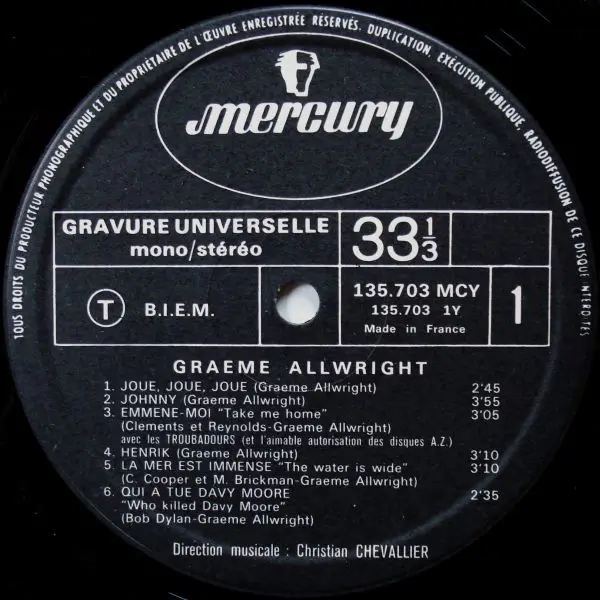 TOUS DROITS DU PRODUCTEUR PHONOGRAPHIQUE ET DU PROPRIÉTAIRE DE L'ŒUVRE ENREGISTRÉE RÉSERVÉS. DUPLICATION, EXÉCUTION PUBLIQUE, RADIODIFFUSION DE CE DISQUE INTERDITES
mercury
GRAVURE UNIVERSELLE
mono/stéréo
33 1/3
T B.I.E.M.
135.703 MCY
135.703 1Y
Made in France
1
GRAEME ALLWRIGHT
1. JOUE, JOUE, JOUE (Graeme Allwright) 2'45
2. JOHNNY (Graeme Allwright) 3'55
3. EMMENE-MOI "Take me home" 3'05
(Clements et Reynolds-Graeme Allwright)
avec les TROUBADOURS (et l'aimable autorisation des disques A.Z.)
4. HENRIK (Graeme Allwright) 3'10
5. LA MER EST IMMENSE "The water is wide" 3'10
(C. Cooper et M. Brickman-Graeme Allwright)
6. QUI A TUE DAVY MOORE 2'35
"Who killed Davy Moore"
(Bob Dylan-Graeme Allwright)
Direction musicale : Christian CHEVALLIER